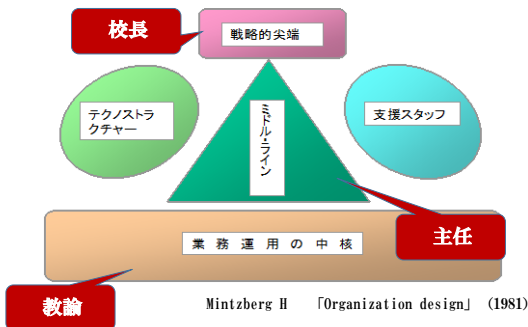 校長
戦略的尖端
テクノストラ
クチャー
ミドル・ライン
支援スタッフ
主任
業務運用の中核
教諭
Mintzberg H 「Organization design」 (1981)